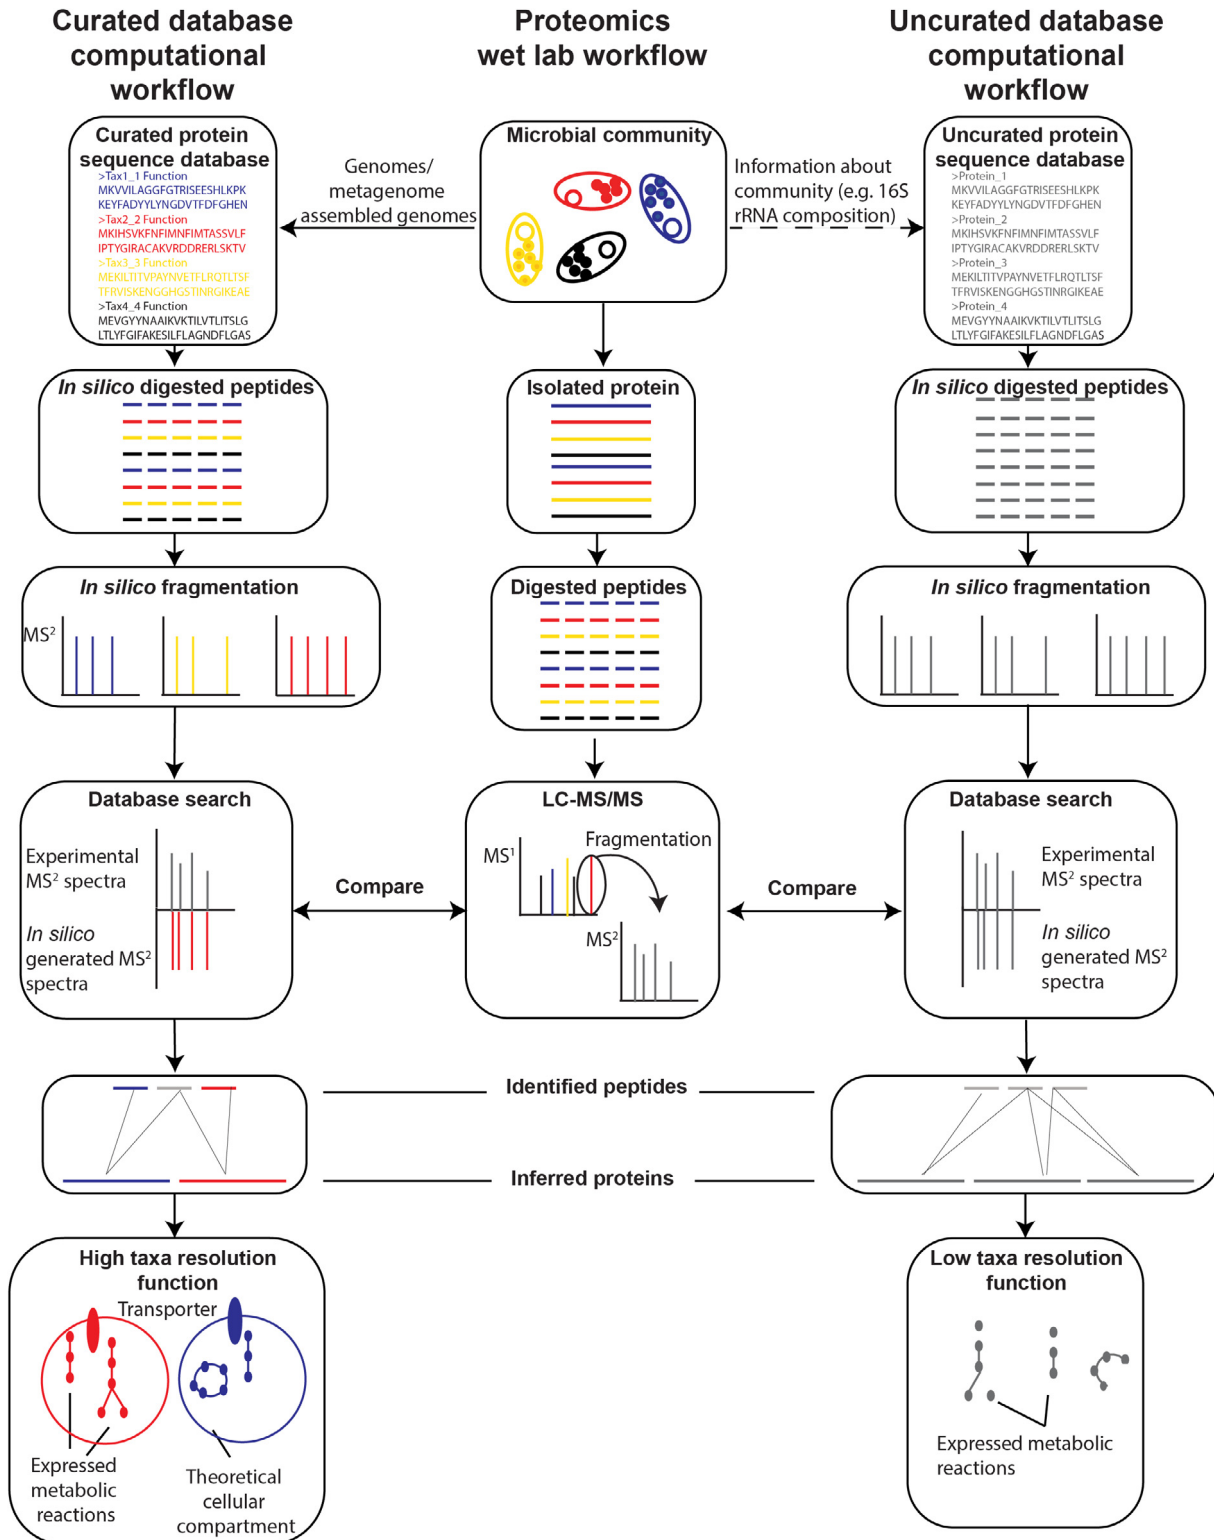 Curated database
computational
workflow
Proteomics
wet lab workflow
Uncurated database
computational
workflow
Curated protein
sequence database
>Tax1_1 Function
MKVVILAGGFGTRISEESHLKPK
KEYFADYYLYNGDVTFDFGHEN
>Tax2_2 Function
MKIHSVKFNFIMNFIMTASSVLF
IPTYGIRACAKVRDDRERLSKTV
>Tax3_3 Function
MEKILTITVPAYNVETFLRQTLTSF
TFRVISKENGGHGSTINRGIKEAE
>Tax4_4 Function
MEVGYYNAAIKVKTILVTLITSLG
LTLYFGIFAKESILFLAGNDFLGAS
Genomes/
metagenome
assembled genomes
Microbial community
Information about
community (e.g. 16S
rRNA composition)
Uncurated protein
sequence database
>Protein_1
MKVVILAGGFGTRISEESHLKPK
KEYFADYYLYNGDVTFDFGHEN
>Protein_2
MKIHSVKFNFIMNFIMTASSVLF
IPTYGIRACAKVRDDRERLSKTV
>Protein_3
MEKILTITVPAYNVETFLRQTLTSF
TFRVISKENGGHGSTINRGIKEAE
>Protein_4
MEVGYYNAAIKVKTILVTLITSLG
LTLYFGIFAKESILFLAGNDFLGAS
In silico digested peptides
Isolated protein
In silico digested peptides
In silico fragmentation
MS²
Digested peptides
In silico fragmentation
Database search
Experimental
MS² spectra
In silico
generated MS²
spectra
Compare
LC-MS/MS
MS¹
Fragmentation
MS²
Compare
Database search
Experimental
MS² spectra
In silico
generated MS²
spectra
Identified peptides
Inferred proteins
High taxa resolution
function
Transporter
Expressed
metabolic
reactions
Theoretical
cellular
compartment
Low taxa resolution
function
Expressed metabolic
reactions